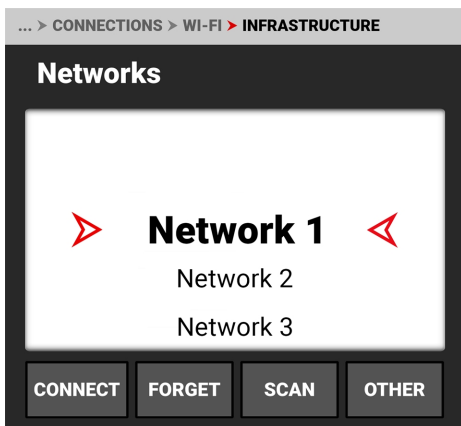 ... > CONNECTIONS > WI-FI > INFRASTRUCTURE
Networks
Network 1
Network 2
Network 3
CONNECT FORGET SCAN OTHER